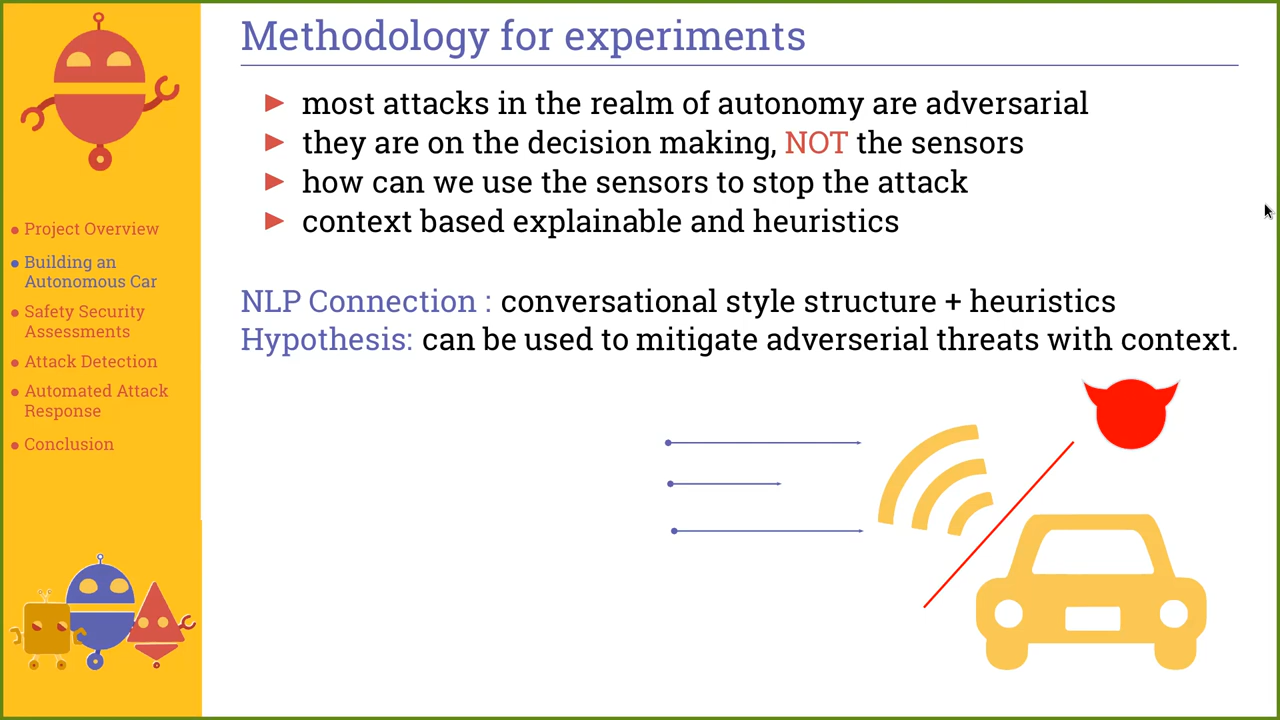 Methodology for experiments
most attacks in the realm of autonomy are adversarial
they are on the decision making, NOT the sensors
how can we use the sensors to stop the attack
context based explainable and heuristics
NLP Connection : conversational style structure + heuristics
Hypothesis: can be used to mitigate adverserial threats with context.
Project Overview
Building an
Autonomous Car
Safety Security
Assessments
Attack Detection
Automated Attack
Response
Conclusion